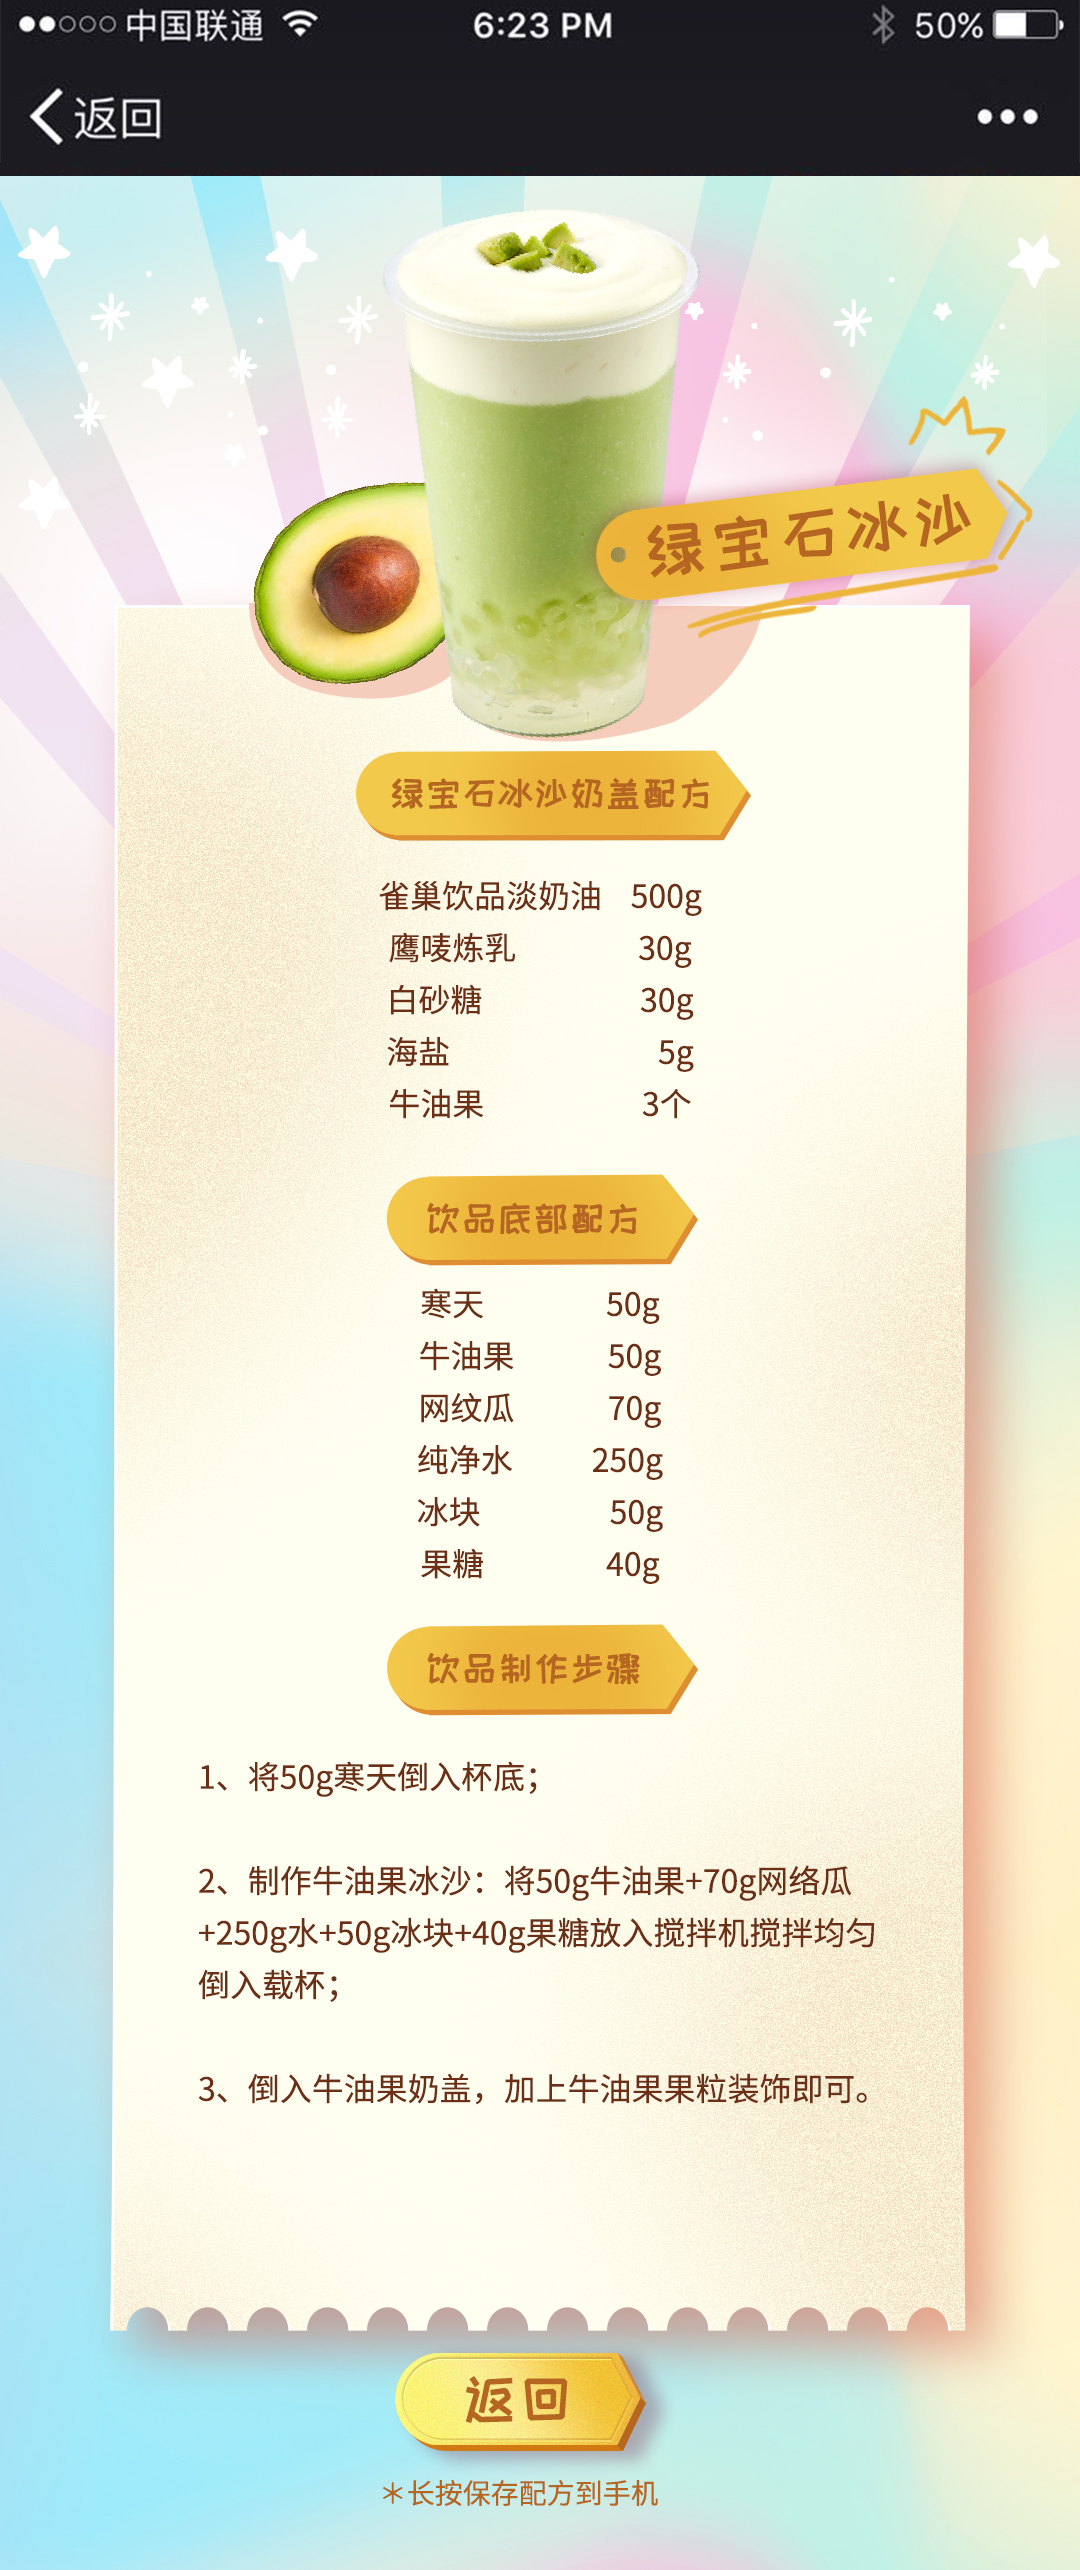 中国联通 6:23 PM 50%
返回
绿宝石冰沙
绿宝石冰沙奶盖配方
雀巢饮品淡奶油 500g
鹰唛炼乳 30g
白砂糖 30g
海盐 5g
牛油果 3个
饮品底部配方
寒天 50g
牛油果 50g
网纹瓜 70g
纯净水 250g
冰块 50g
果糖 40g
饮品制作步骤
1、将50g寒天倒入杯底；
2、制作牛油果冰沙：将50g牛油果+70g网络瓜
+250g水+50g冰块+40g果糖放入搅拌机搅拌均匀
倒入载杯；
3、倒入牛油果奶盖，加上牛油果果粒装饰即可。
返回
＊长按保存配方到手机